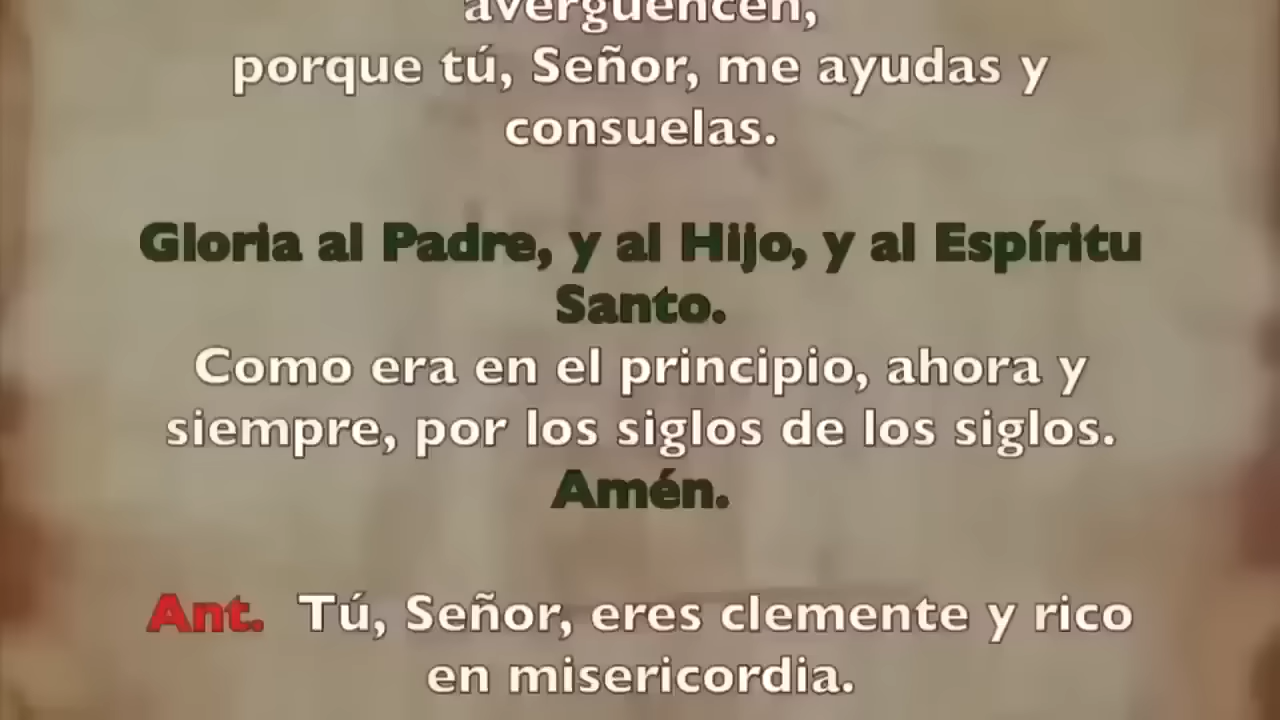 avergüencen,
porque tú, Señor, me ayudas y
consuelas.
Gloria al Padre, y al Hijo, y al Espíritu
Santo.
Como era en el principio, ahora y
siempre, por los siglos de los siglos.
Amén.
Ant. Tú, Señor, eres clemente y rico
en misericordia.